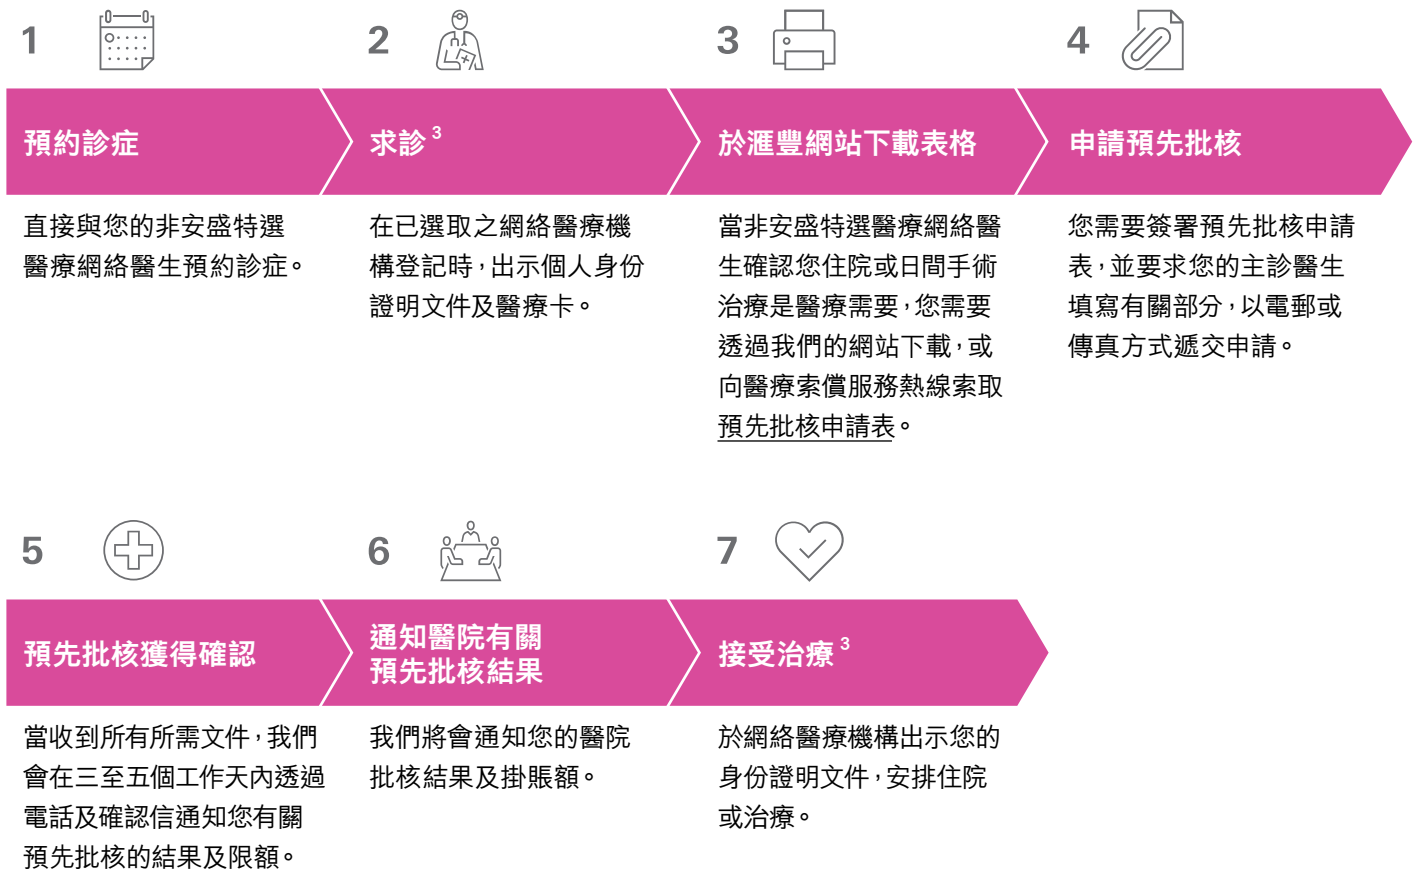 1
2
3
4
預約診症
求診 3
於滙豐網站下載表格
申請預先批核
直接與您的非安盛特選
醫療網絡醫生預約診症。
在已選取之網絡醫療機
構登記時，出示個人身份
證明文件及醫療卡。
當非安盛特選醫療網絡醫
生確認您住院或日間手術
治療是醫療需要，您需要
透過我們的網站下載，或
向醫療索償服務熱線索取
預先批核申請表。
您需要簽署預先批核申請
表，並要求您的主診醫生
填寫有關部分，以電郵或
傳真方式遞交申請。
5
6
7
預先批核獲得確認
通知醫院有關
預先批核結果
接受治療 3
當收到所有所需文件，我們
會在三至五個工作天內透過
電話及確認信通知您有關
預先批核的結果及限額。
我們將會通知您的醫院
批核結果及掛賬額。
於網絡醫療機構出示您的
身份證明文件，安排住院
或治療。